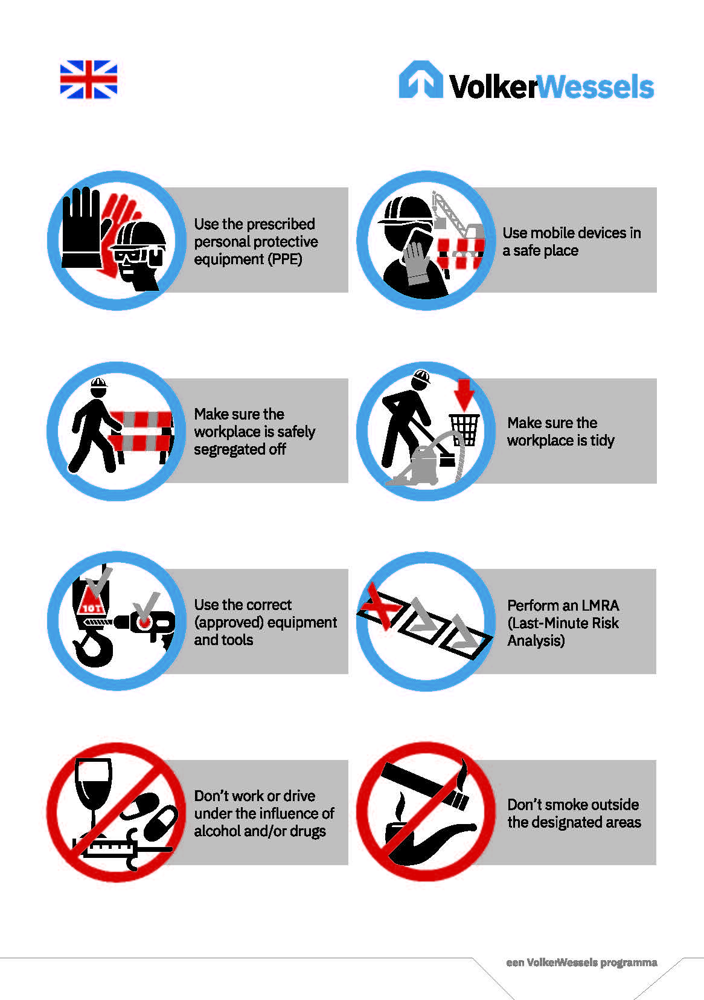 VolkerWessels
Use the prescribed
personal protective
equipment (PPE)
Use mobile devices in
a safe place
Make sure the
workplace is safely
segregated off
Make sure the
workplace is tidy
10T
Use the correct
(approved) equipment
and tools
Perform an LMRA
(Last-Minute Risk
Analysis)
Don't work or drive
under the influence of
alcohol and/or drugs
Don't smoke outside
the designated areas
een VolkerWessels programma